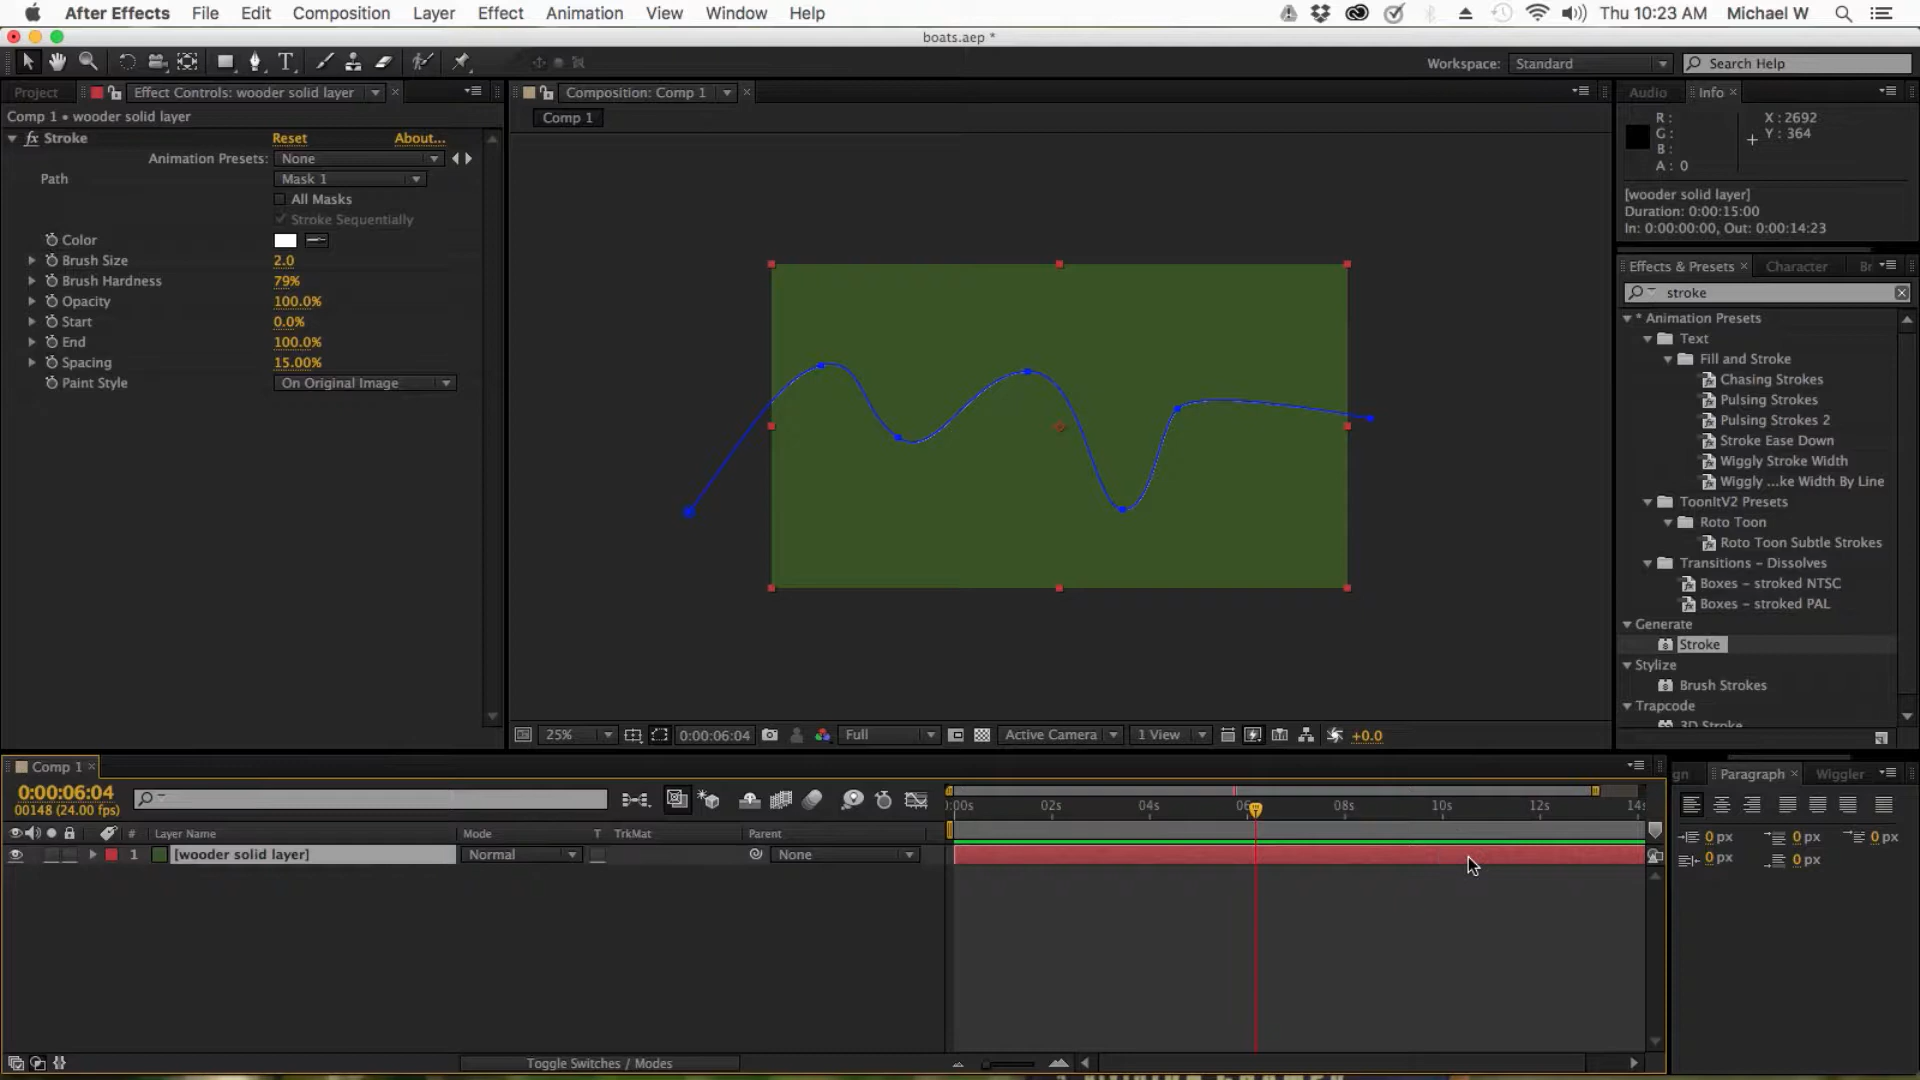 After Effects File Edit Composition Layer Effect Animation View Window Help Thu 10:23 AM Michael W
boats.aep *
T Workspace: Standard Search Help
Project Effect Controls: wooder solid layer × Composition: Comp 1 × Audio Info ×
Comp 1 • wooder solid layer Comp 1
R : X : 2692
G : Y : 364
B :
A : 0
fx Stroke Reset About...
Animation Presets: None
Path Mask 1
All Masks
Stroke Sequentially
Color
Brush Size 2.0
Brush Hardness 79%
Opacity 100.0%
Start 0.0%
End 100.0%
Spacing 15.00%
Paint Style On Original Image
[wooder solid layer]
Duration: 0:00:15:00
In: 0:00:00:00, Out: 0:00:14:23
Effects & Presets × Character Br
stroke
* Animation Presets
Text
Fill and Stroke
Chasing Strokes
Pulsing Strokes
Pulsing Strokes 2
Stroke Ease Down
Wiggly Stroke Width
Wiggly ...ke Width By Line
ToonItV2 Presets
Roto Toon
Roto Toon Subtle Strokes
Transitions – Dissolves
Boxes – stroked NTSC
Boxes – stroked PAL
Generate
Stroke
Stylize
Brush Strokes
Trapcode
3D Stroke
25% 0:00:06:04 Full Active Camera 1 View +0.0
Comp 1 × gn Paragraph × Wiggler
0:00:06:04
00148 (24.00 fps)
:00s 02s 04s 06 08s 10s 12s 14s
# Layer Name Mode T TrkMat Parent
1 [wooder solid layer] Normal None
0 px 0 px 0 px
0 px 0 px
Toggle Switches / Modes